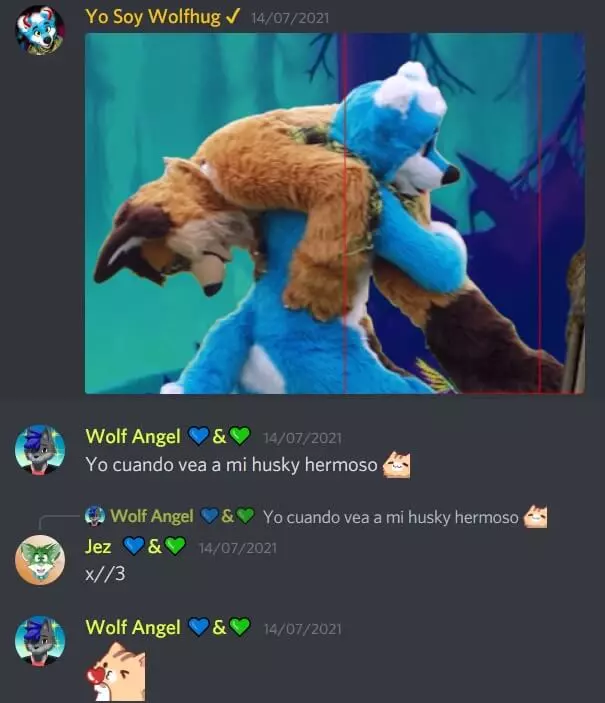 Yo Soy Wolfhug ✓ 14/07/2021
Wolf Angel 💙&💚 14/07/2021
Yo cuando vea a mi husky hermoso
Wolf Angel 💙&💚 Yo cuando vea a mi husky hermoso
Jez 💙&💚 14/07/2021
x//3
Wolf Angel 💙&💚 14/07/2021